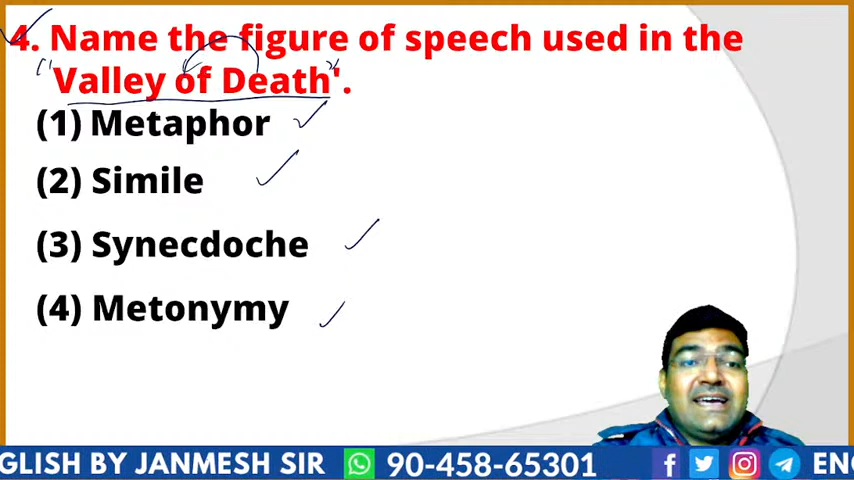 4. Name the figure of speech used in the
'Valley of Death'.
(1) Metaphor
(2) Simile
(3) Synecdoche
(4) Metonymy
GLISH BY JANMESH SIR 90-458-65301 EN